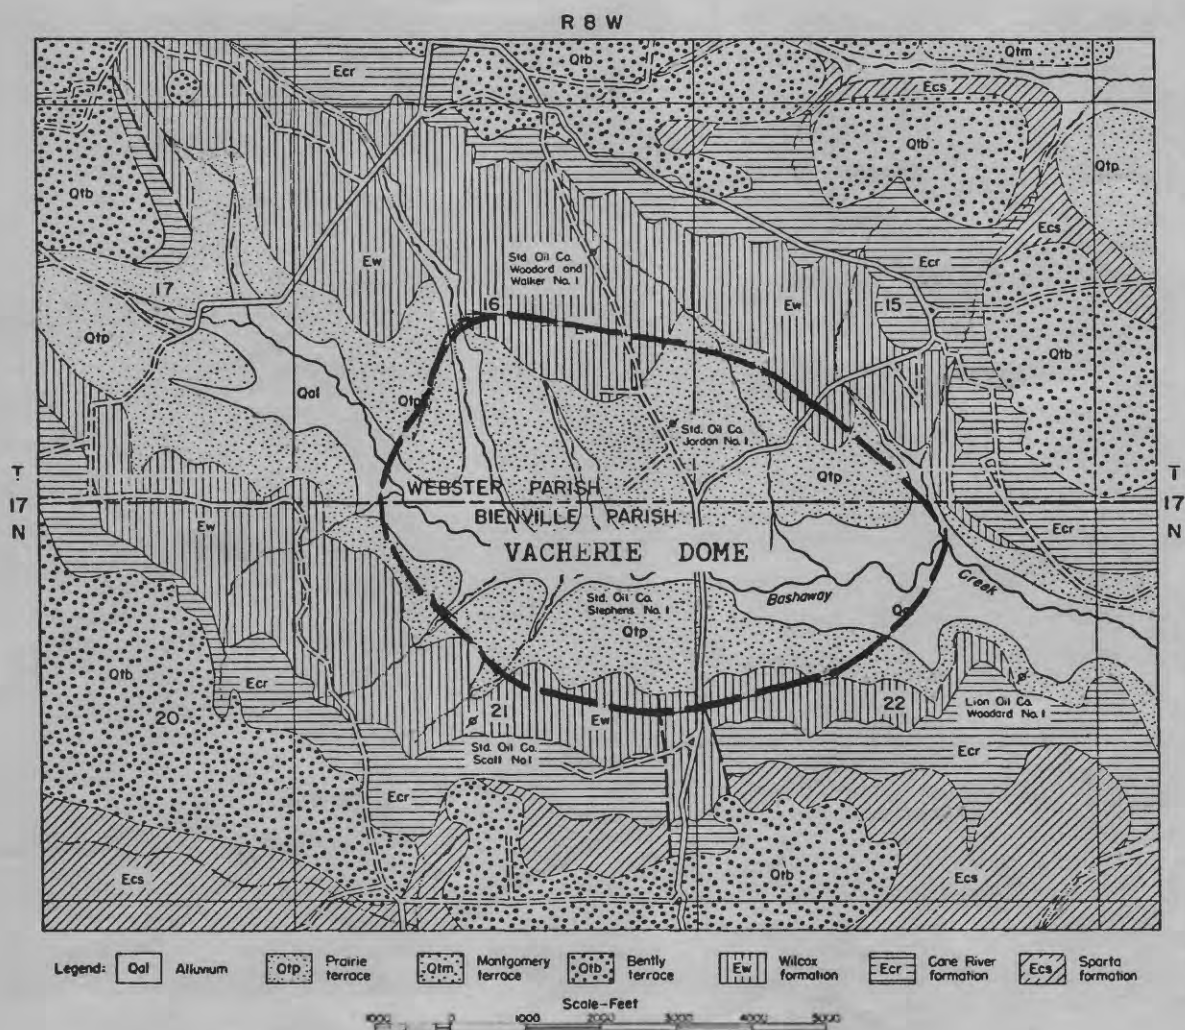 R 8 W
Ecr
Qtb
Qtm
Ecs
Qtb
Qtb
Qtp
Ecs
Ew
Std. Oil Co.
Woodard and
Walker No. 1
Ecr
17
16
Ew
15
Qtp
Qtb
Qal
Qtp
Std. Oil Co.
Jordan No. 1
T
17
N
Qtp
T
17
N
WEBSTER PARISH
BIENVILLE PARISH
Ew
Ecr
VACHERIE DOME
Std. Oil Co.
Stephens No. 1
Bashaway
Creek
Qtp
Qtb
Ecr
20
21
22
Ew
Lion Oil Co.
Woodard No. 1
Std. Oil Co.
Scott No 1
Ecr
Ecr
Ecs
Qtb
Ecs
Legend:
Qal Alluvium
Qtp Prairie terrace
Qtm Montgomery terrace
Qtb Bently terrace
Ew Wilcox formation
Ecr Cane River formation
Ecs Sparta formation
Scale-Feet
1000 0 1000 2000 3000 4000 5000